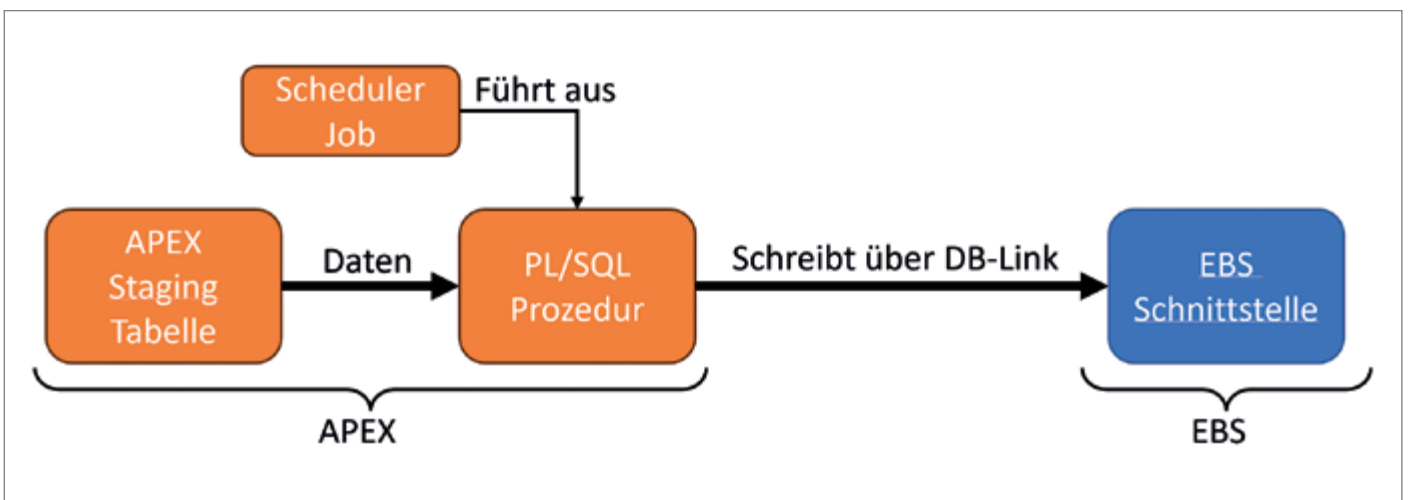 Scheduler
Job
Führt aus
APEX
Staging
Tabelle
Daten
PL/SQL
Prozedur
Schreibt über DB-Link
EBS
Schnittstelle
APEX
EBS